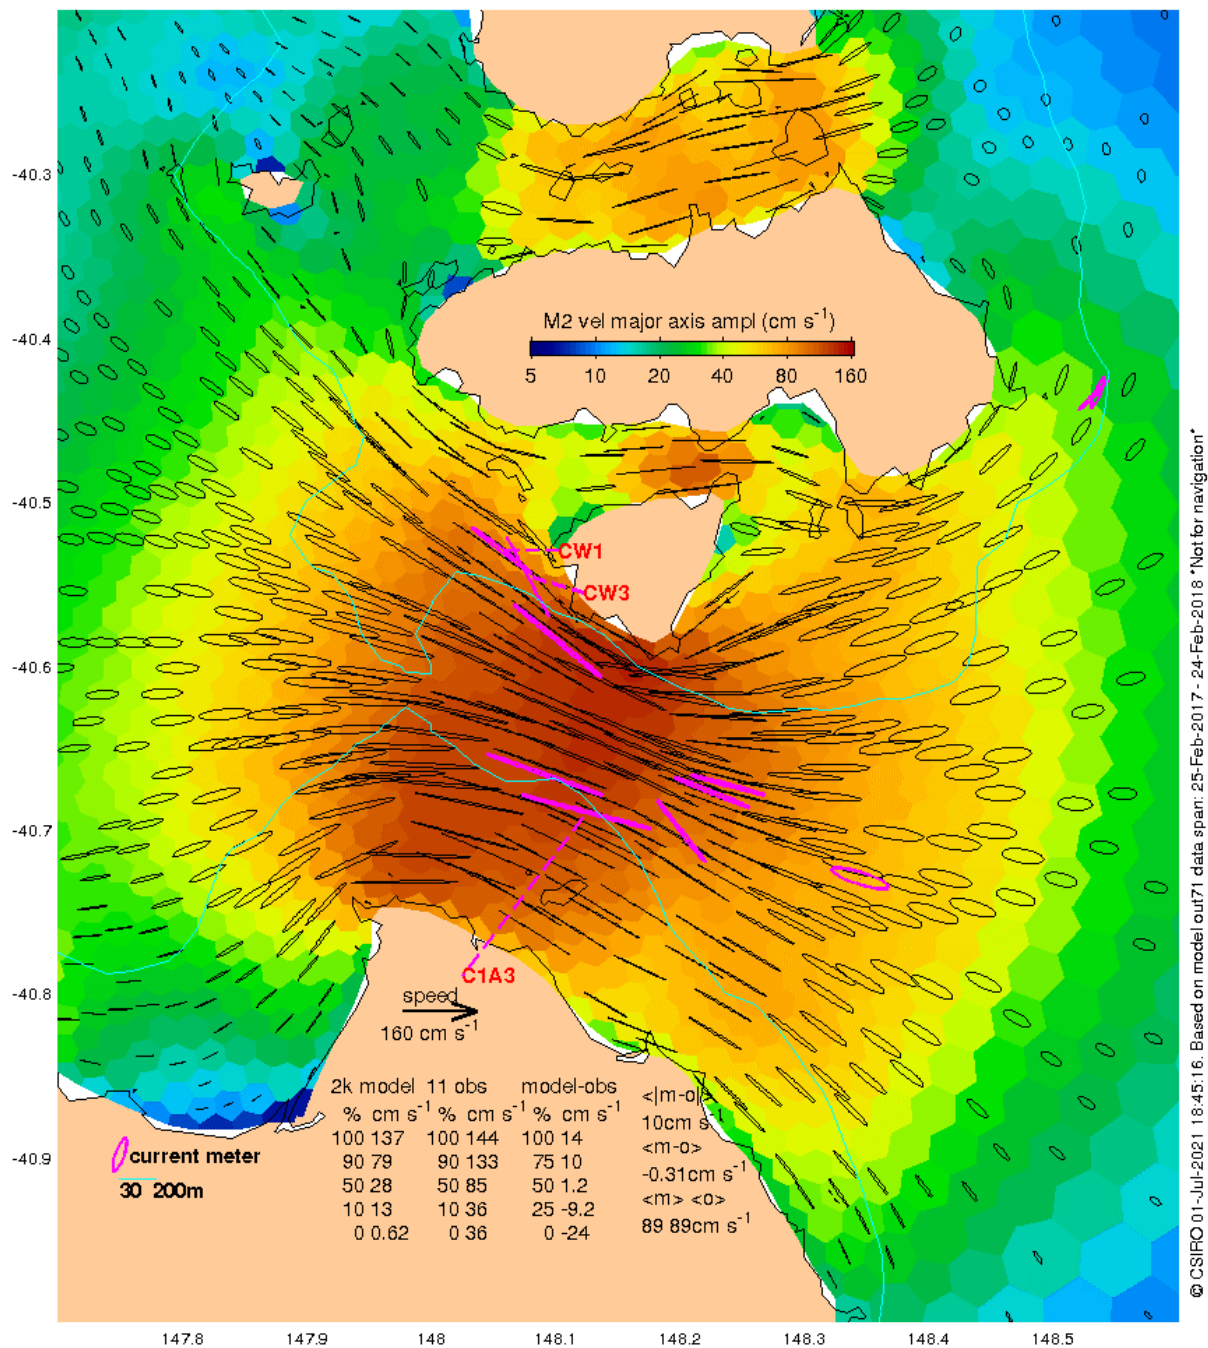 -40.3
-40.4
-40.5
-40.6
-40.7
-40.8
-40.9
M2 vel major axis ampl (cm s-1)
5 10 20 40 80 160
CW1
CW3
C1A3
speed
160 cm s-1
2k model 11 obs model-obs
% cm s-1 % cm s-1 % cm s-1
100 137 100 144 100 14
90 79 90 133 75 10
50 28 50 85 50 1.2
10 13 10 36 25 -9.2
0 0.62 0 36 0 -24
<|m-o|>
10cm s-1
<m-o>
-0.31cm s-1
<m> <o>
89 89cm s-1
current meter
30 200m
147.8 147.9 148 148.1 148.2 148.3 148.4 148.5
© CSIRO 01-Jul-2021 18:45:16. Based on model out71 data span: 25-Feb-2017 - 24-Feb-2018 *Not for navigation*